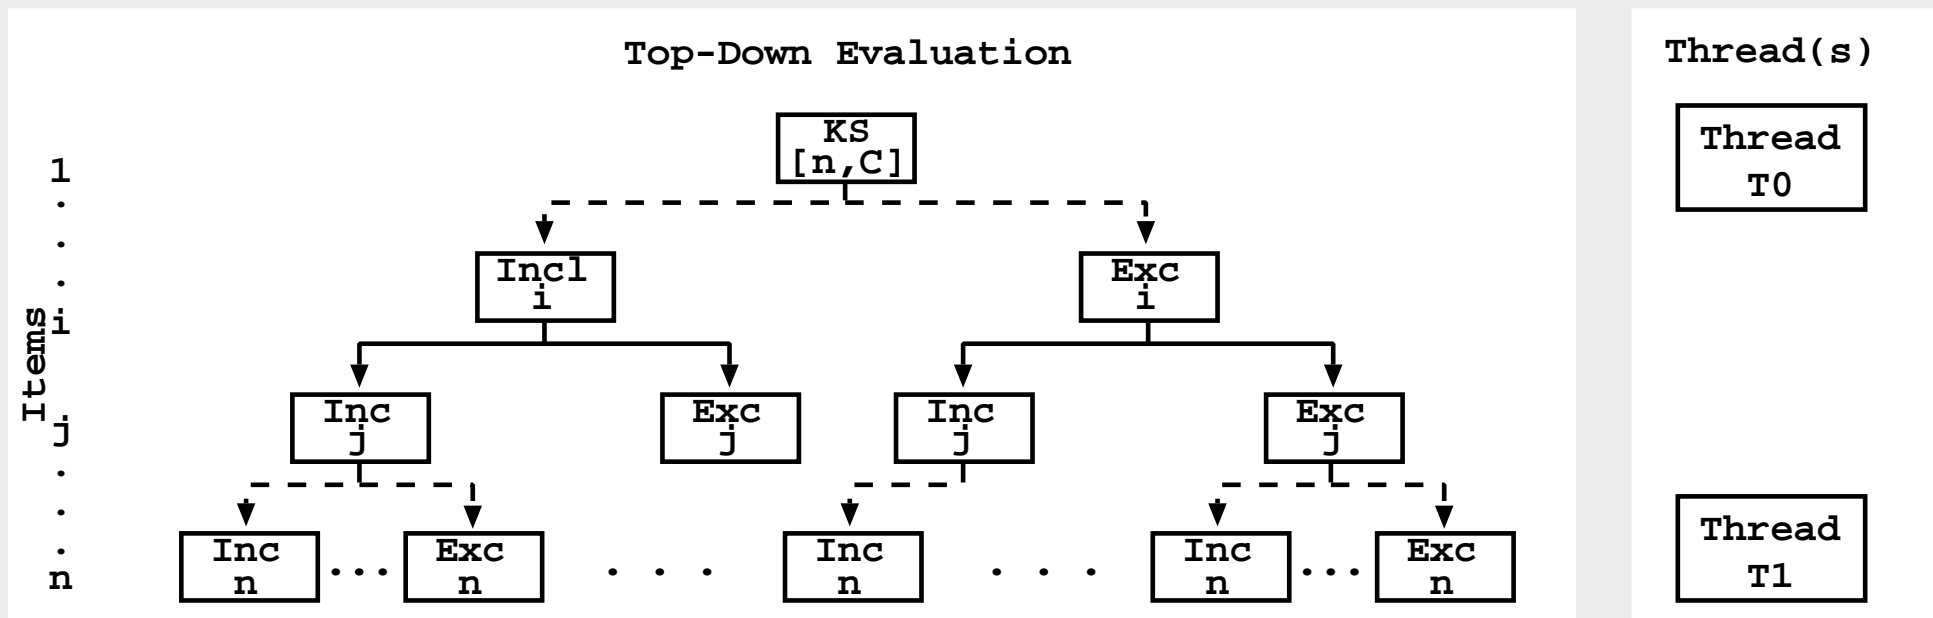 Top-Down Evaluation
Thread(s)
KS
[n,C]
Thread
T0
Items
1
.
.
.
i
j
.
.
.
n
Incl
i
Exc
i
Inc
j
Exc
j
Inc
j
Exc
j
Inc
n
...
Exc
n
. . .
Inc
n
. . .
Inc
n
...
Exc
n
Thread
T1